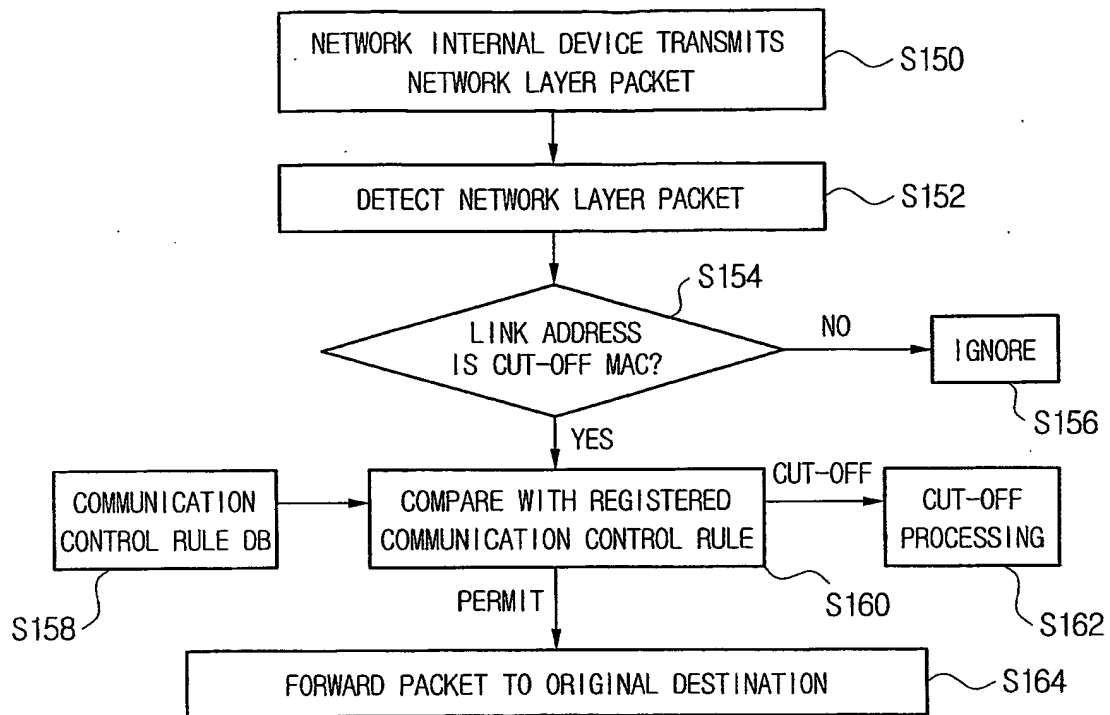 NETWORK INTERNAL DEVICE TRANSMITS
NETWORK LAYER PACKET
S150
DETECT NETWORK LAYER PACKET
S152
S154
LINK ADDRESS
IS CUT-OFF MAC?
NO
IGNORE
S156
YES
COMMUNICATION
CONTROL RULE DB
S158
COMPARE WITH REGISTERED
COMMUNICATION CONTROL RULE
S160
CUT-OFF
CUT-OFF
PROCESSING
S162
PERMIT
FORWARD PACKET TO ORIGINAL DESTINATION
S164